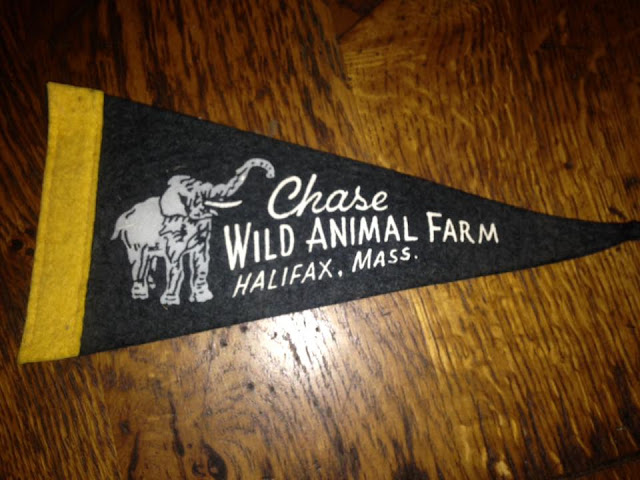 Chase
WILD ANIMAL FARM
HALIFAX, MASS.